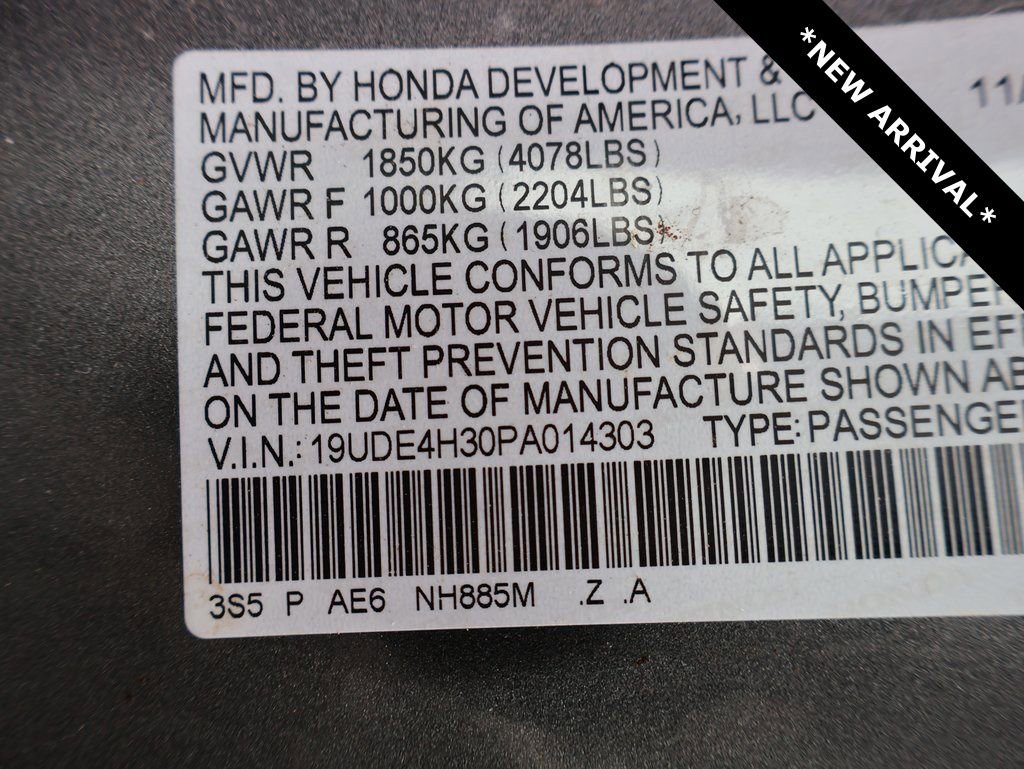 *NEW ARRIVAL*
MFD. BY HONDA DEVELOPMENT &
MANUFACTURING OF AMERICA, LLC
GVWR 1850KG (4078LBS)
GAWR F 1000KG (2204LBS)
GAWR R 865KG (1906LBS)
THIS VEHICLE CONFORMS TO ALL
FEDERAL MOTOR VEHICLE SAFETY,
AND THEFT PREVENTION STANDARDS IN
ON THE DATE OF MANUFACTURE SHOWN
V.I.N.: 19UDE4H30PA014303 TYPE:
3S5 P AE6 NH885M .Z .A